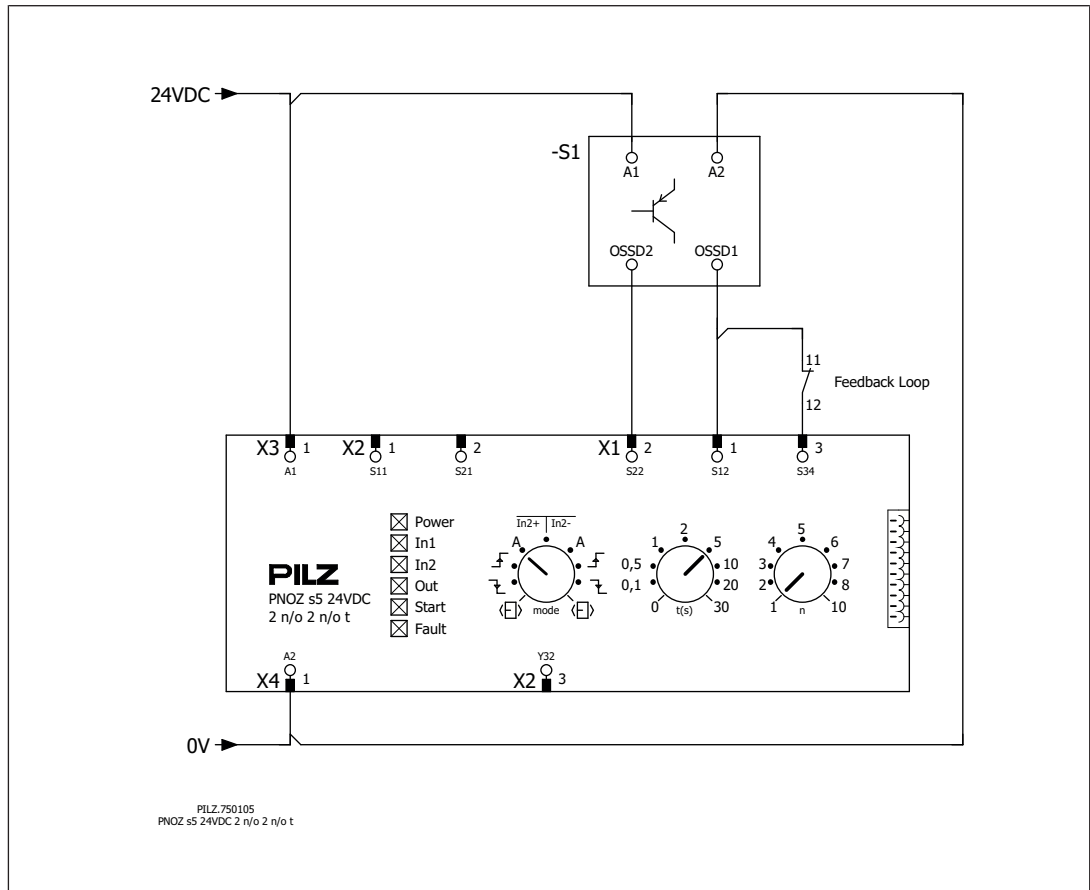 24VDC
-S1
A1 A2
OSSD2 OSSD1
11
Feedback Loop
12
X3 1 X2 1 2 X1 2 1 3
A1 S11 S21 S22 S12 S34
Power
In1
In2
Out
Start
Fault
In2+ In2-
A A
mode
2
1 5
0,5 10
0,1 20
0 t(s) 30
5
4 6
3 7
2 8
1 n 10
PILZ
PNOZ s5 24VDC
2 n/o 2 n/o t
A2 Y32
X4 1 X2 3
0V
PILZ.750105
PNOZ s5 24VDC 2 n/o 2 n/o t